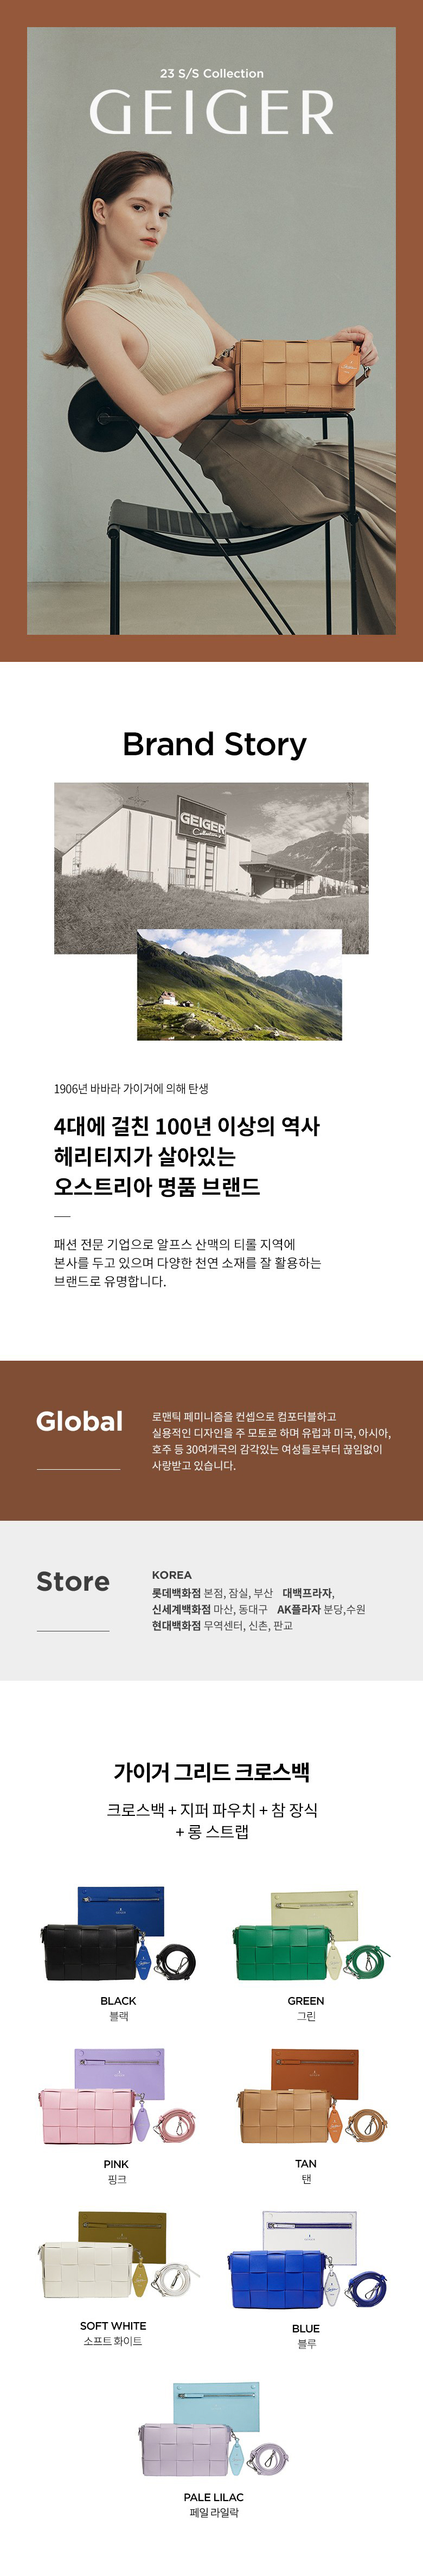 23 S/S Collection
GEIGER
Brand Story
GEIGER
Collections
1906년 바바라 가이거에 의해 탄생
4대에 걸친 100년 이상의 역사
헤리티지가 살아있는
오스트리아 명품 브랜드
패션 전문 기업으로 알프스 산맥의 티롤 지역에
본사를 두고 있으며 다양한 천연 소재를 잘 활용하는
브랜드로 유명합니다.
Global
로맨틱 페미니즘을 컨셉으로 컴포터블하고
실용적인 디자인을 주 모토로 하며 유럽과 미국, 아시아,
호주 등 30여개국의 감각있는 여성들로부터 끊임없이
사랑받고 있습니다.
Store
KOREA
롯데백화점 본점, 잠실, 부산 대백프라자,
신세계백화점 마산, 동대구 AK플라자 분당,수원
현대백화점 무역센터, 신촌, 판교
가이거 그리드 크로스백
크로스백 + 지퍼 파우치 + 참 장식
+ 롱 스트랩
BLACK
블랙
GREEN
그린
PINK
핑크
TAN
탠
SOFT WHITE
소프트 화이트
BLUE
블루
PALE LILAC
페일 라일락